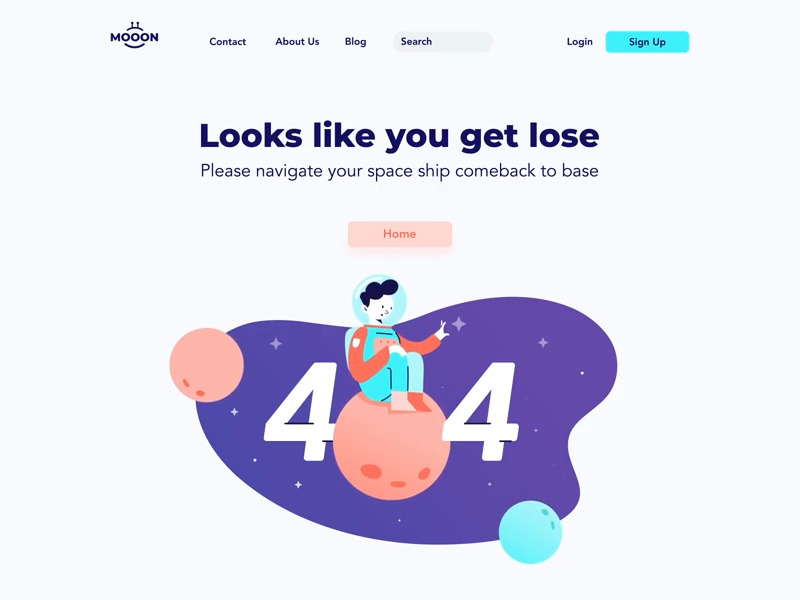 MOOON
Contact
About Us
Blog
Search
Login
Sign Up
Looks like you get lose
Please navigate your space ship comeback to base
Home
4 4